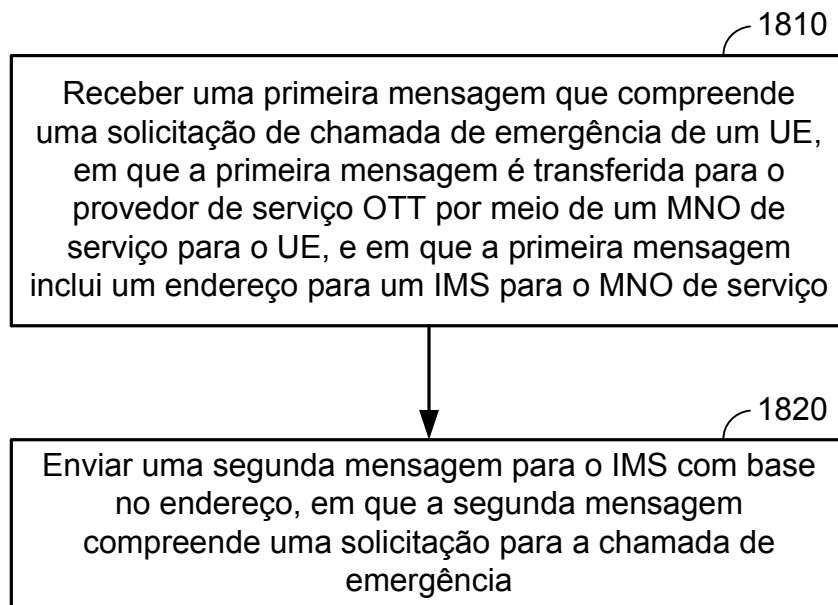 1810
Receber uma primeira mensagem que compreende
uma solicitação de chamada de emergência de um UE,
em que a primeira mensagem é transferida para o
provedor de serviço OTT por meio de um MNO de
serviço para o UE, e em que a primeira mensagem
inclui um endereço para um IMS para o MNO de serviço
1820
Enviar uma segunda mensagem para o IMS com base
no endereço, em que a segunda mensagem
compreende uma solicitação para a chamada de
emergência